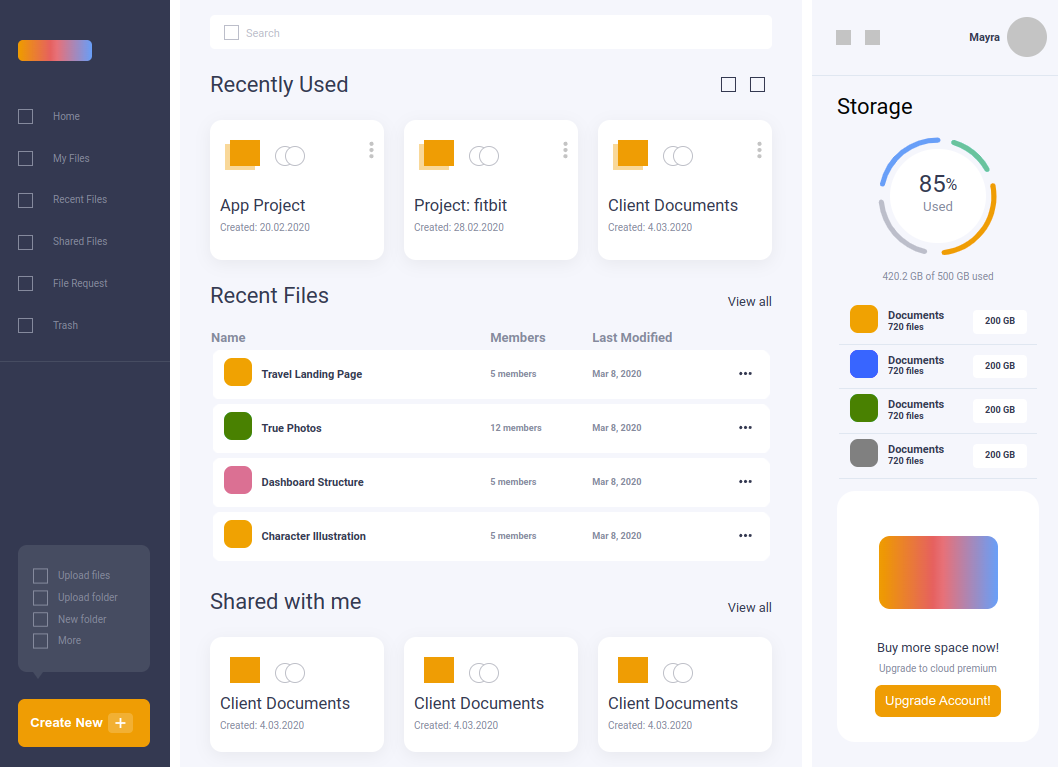 Home
My Files
Recent Files
Shared Files
File Request
Trash
Upload files
Upload folder
New folder
More
Create New +
Search
Recently Used
App Project
Created: 20.02.2020
Project: fitbit
Created: 28.02.2020
Client Documents
Created: 4.03.2020
Recent Files
View all
Name Members Last Modified
Travel Landing Page 5 members Mar 8, 2020
True Photos 12 members Mar 8, 2020
Dashboard Structure 5 members Mar 8, 2020
Character Illustration 5 members Mar 8, 2020
Shared with me
View all
Client Documents
Created: 4.03.2020
Client Documents
Created: 4.03.2020
Client Documents
Created: 4.03.2020
Mayra
Storage
85%
Used
420.2 GB of 500 GB used
Documents
720 files
200 GB
Documents
720 files
200 GB
Documents
720 files
200 GB
Documents
720 files
200 GB
Buy more space now!
Upgrade to cloud premium
Upgrade Account!